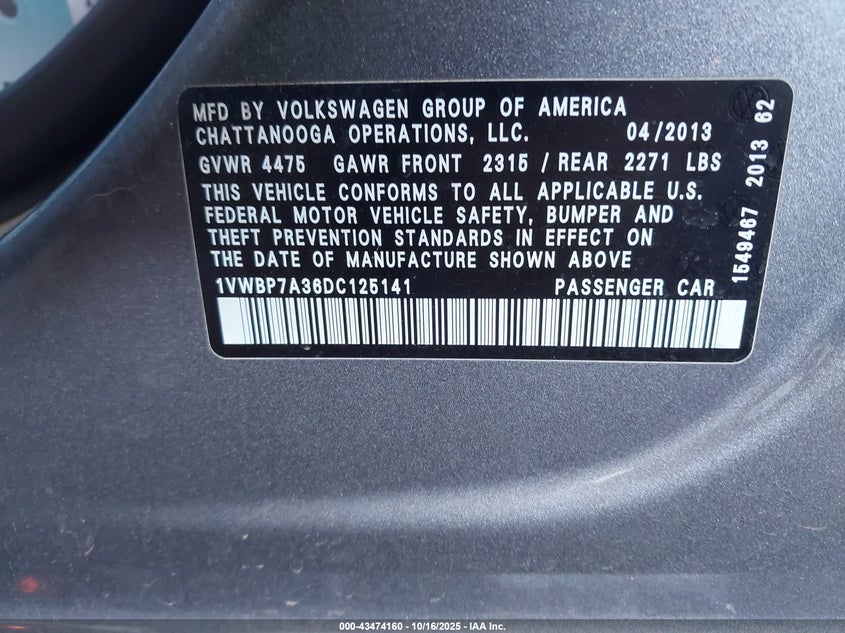 MFD BY VOLKSWAGEN GROUP OF AMERICA
CHATTANOOGA OPERATIONS, LLC. 04/2013
GVWR 4475 GAWR FRONT 2315 / REAR 2271 LBS
THIS VEHICLE CONFORMS TO ALL APPLICABLE U.S.
FEDERAL MOTOR VEHICLE SAFETY, BUMPER AND
THEFT PREVENTION STANDARDS IN EFFECT ON
THE DATE OF MANUFACTURE SHOWN ABOVE
1VWBP7A36DC125141 PASSENGER CAR
1549467 2013 62
000-43474160 - 10/16/2025 - IAA Inc.